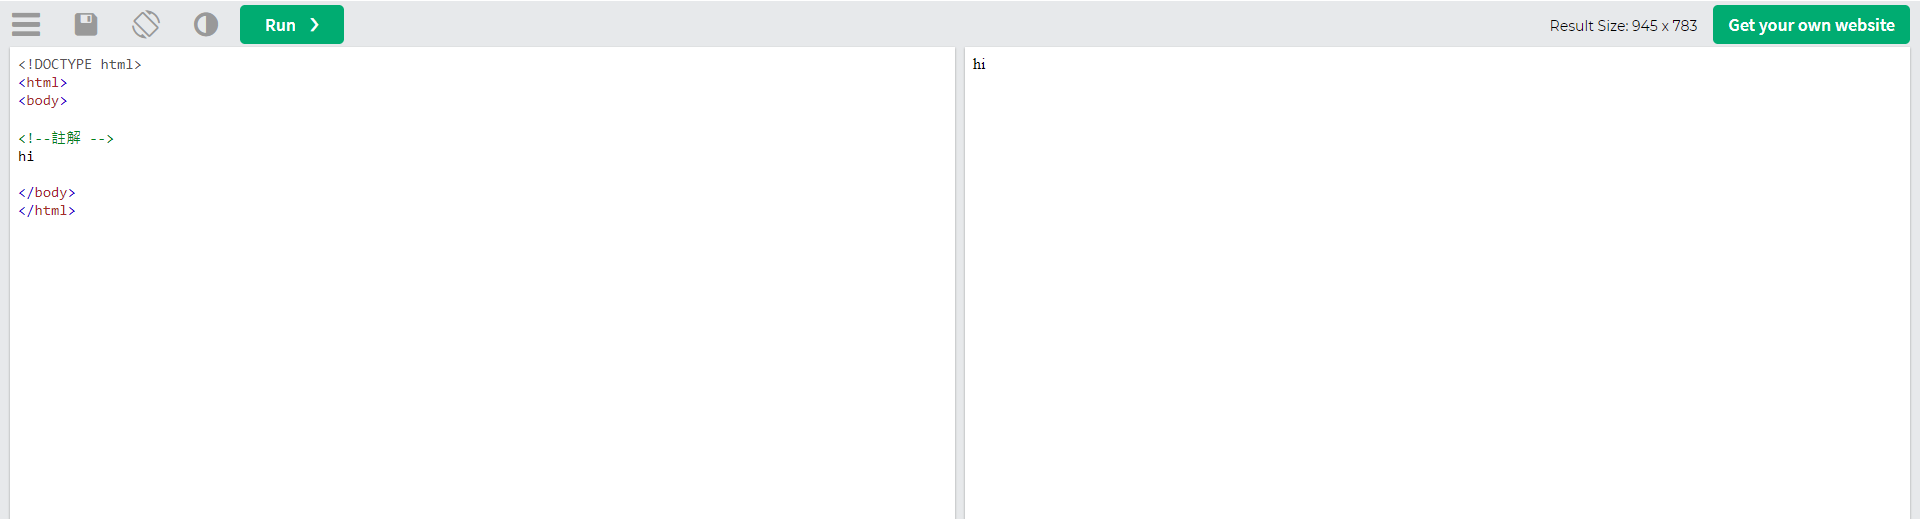 Run ❯
Result Size: 945 x 783
Get your own website
<!DOCTYPE html>
<html>
<body>
<!--註解 -->
hi
</body>
</html>
hi